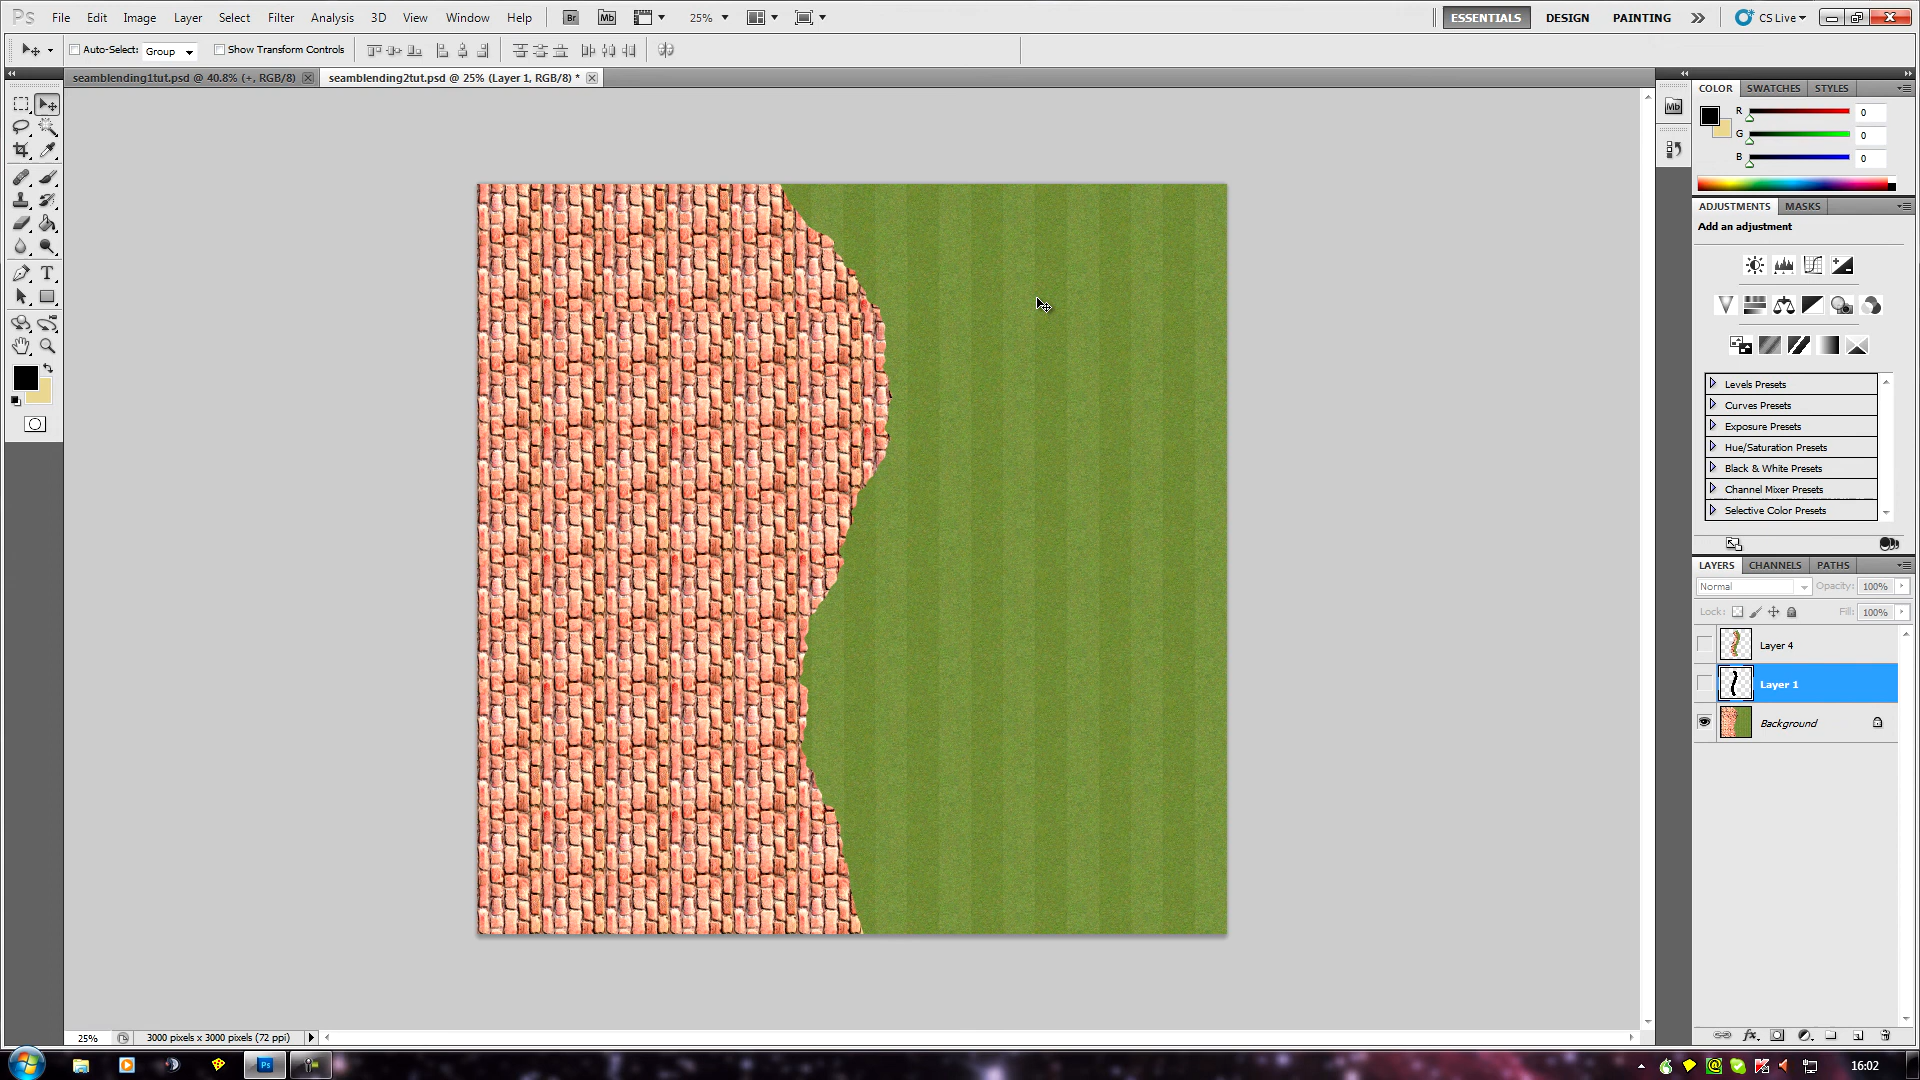 Ps File Edit Image Layer Select Filter Analysis 3D View Window Help Br Mb 25% ESSENTIALS DESIGN PAINTING CS Live
Auto-Select: Group Show Transform Controls
seamblending1tut.psd @ 40.8% (+, RGB/8) seamblending2tut.psd @ 25% (Layer 1, RGB/8) *
COLOR SWATCHES STYLES
Mb
R 0
G 0
B 0
ADJUSTMENTS MASKS
Add an adjustment
T
Levels Presets
Curves Presets
Exposure Presets
Hue/Saturation Presets
Black & White Presets
Channel Mixer Presets
Selective Color Presets
LAYERS CHANNELS PATHS
Normal Opacity: 100%
Lock: Fill: 100%
Layer 4
Layer 1
Background
fx
25% 3000 pixels x 3000 pixels (72 ppi)
Ps 16:02